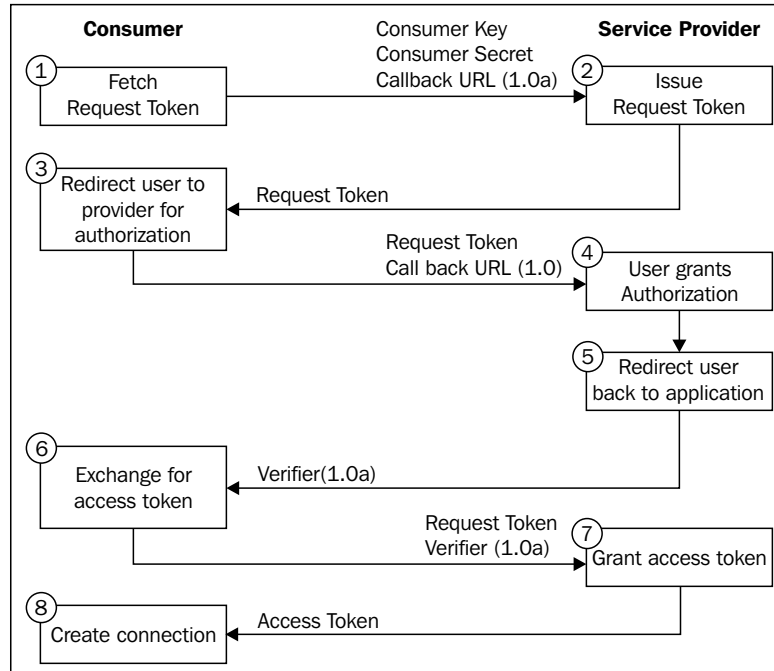 Consumer
Service Provider
Consumer Key
Consumer Secret
Callback URL (1.0a)
1
Fetch
Request Token
2
Issue
Request Token
3
Redirect user to
provider for
authorization
Request Token
Request Token
Call back URL (1.0)
4
User grants
Authorization
5
Redirect user
back to application
6
Exchange for
access token
Verifier(1.0a)
Request Token
Verifier (1.0a)
7
Grant access token
8
Create connection
Access Token